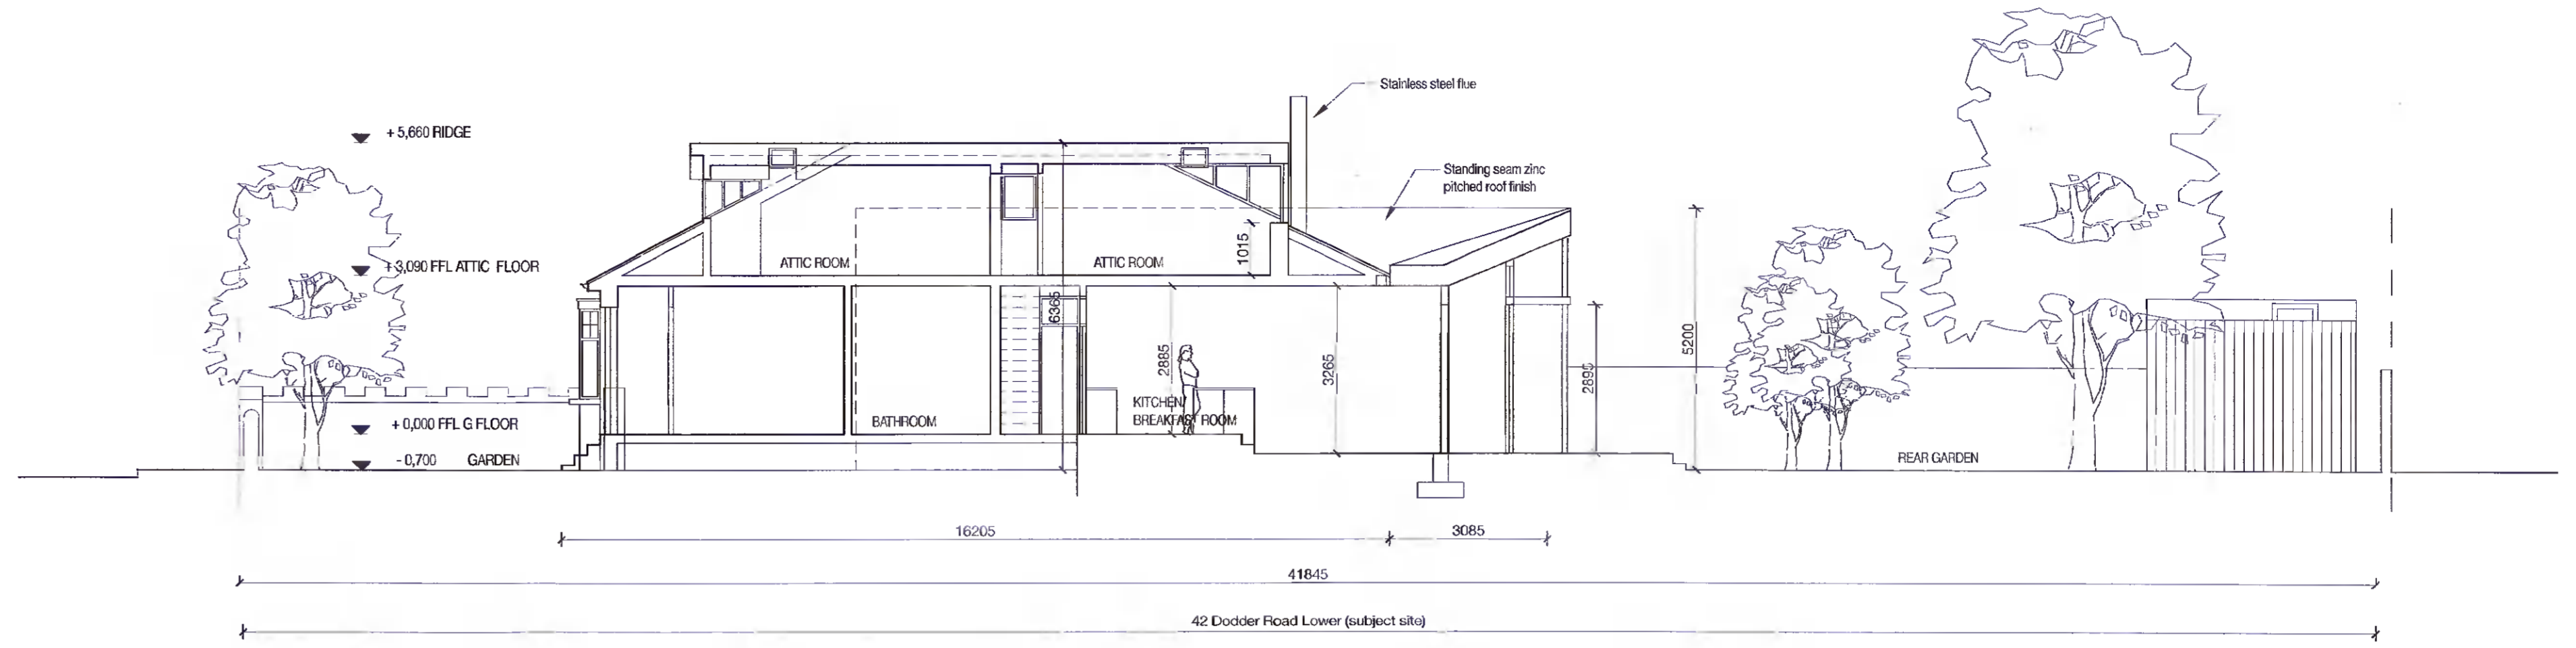 Stainless steel flue
+ 5,660 RIDGE
Standing seam zinc
pitched roof finish
+3,090 FFL ATTIC FLOOR
ATTIC ROOM
ATTIC ROOM
1015
6365
5200
2885
3265
2895
KITCHEN/
BREAKFAST ROOM
BATHROOM
+ 0,000 FFL G FLOOR
- 0,700 GARDEN
REAR GARDEN
16205
3085
41845
42 Dodder Road Lower (subject site)